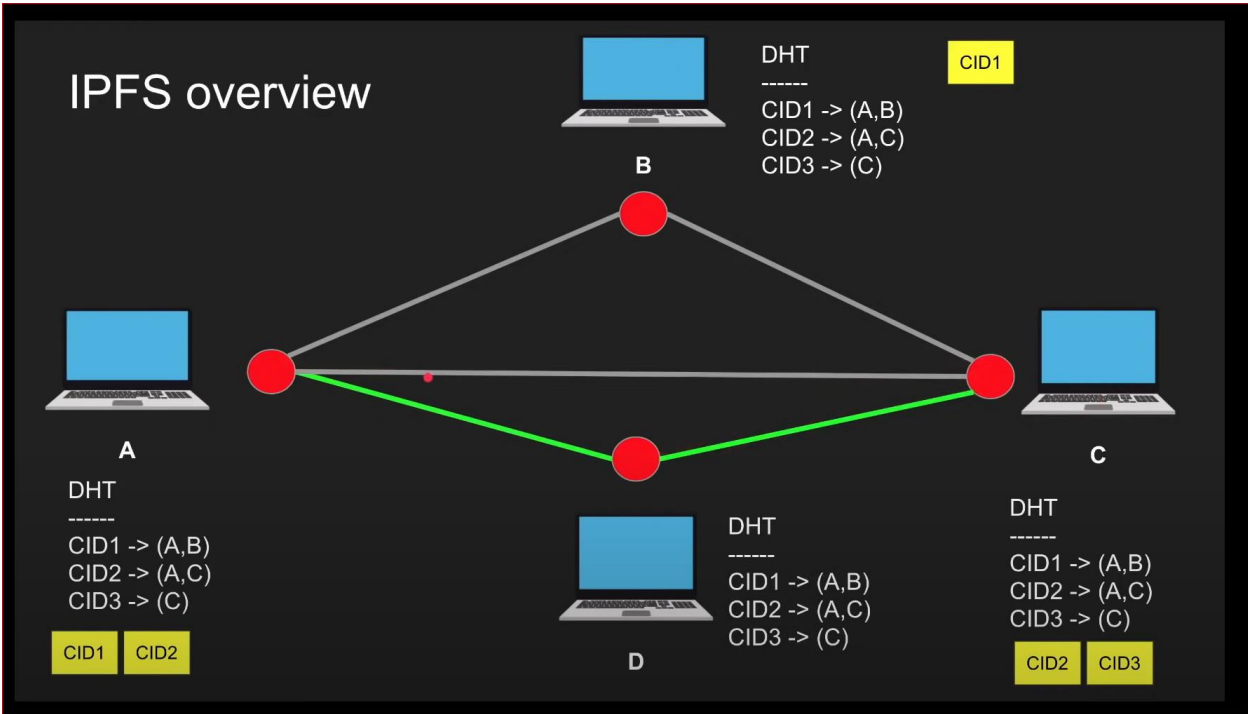 IPFS overview
DHT
------
CID1 -> (A,B)
CID2 -> (A,C)
CID3 -> (C)
CID1
B
A
DHT
------
CID1 -> (A,B)
CID2 -> (A,C)
CID3 -> (C)
CID1
CID2
DHT
------
CID1 -> (A,B)
CID2 -> (A,C)
CID3 -> (C)
D
C
DHT
------
CID1 -> (A,B)
CID2 -> (A,C)
CID3 -> (C)
CID2
CID3